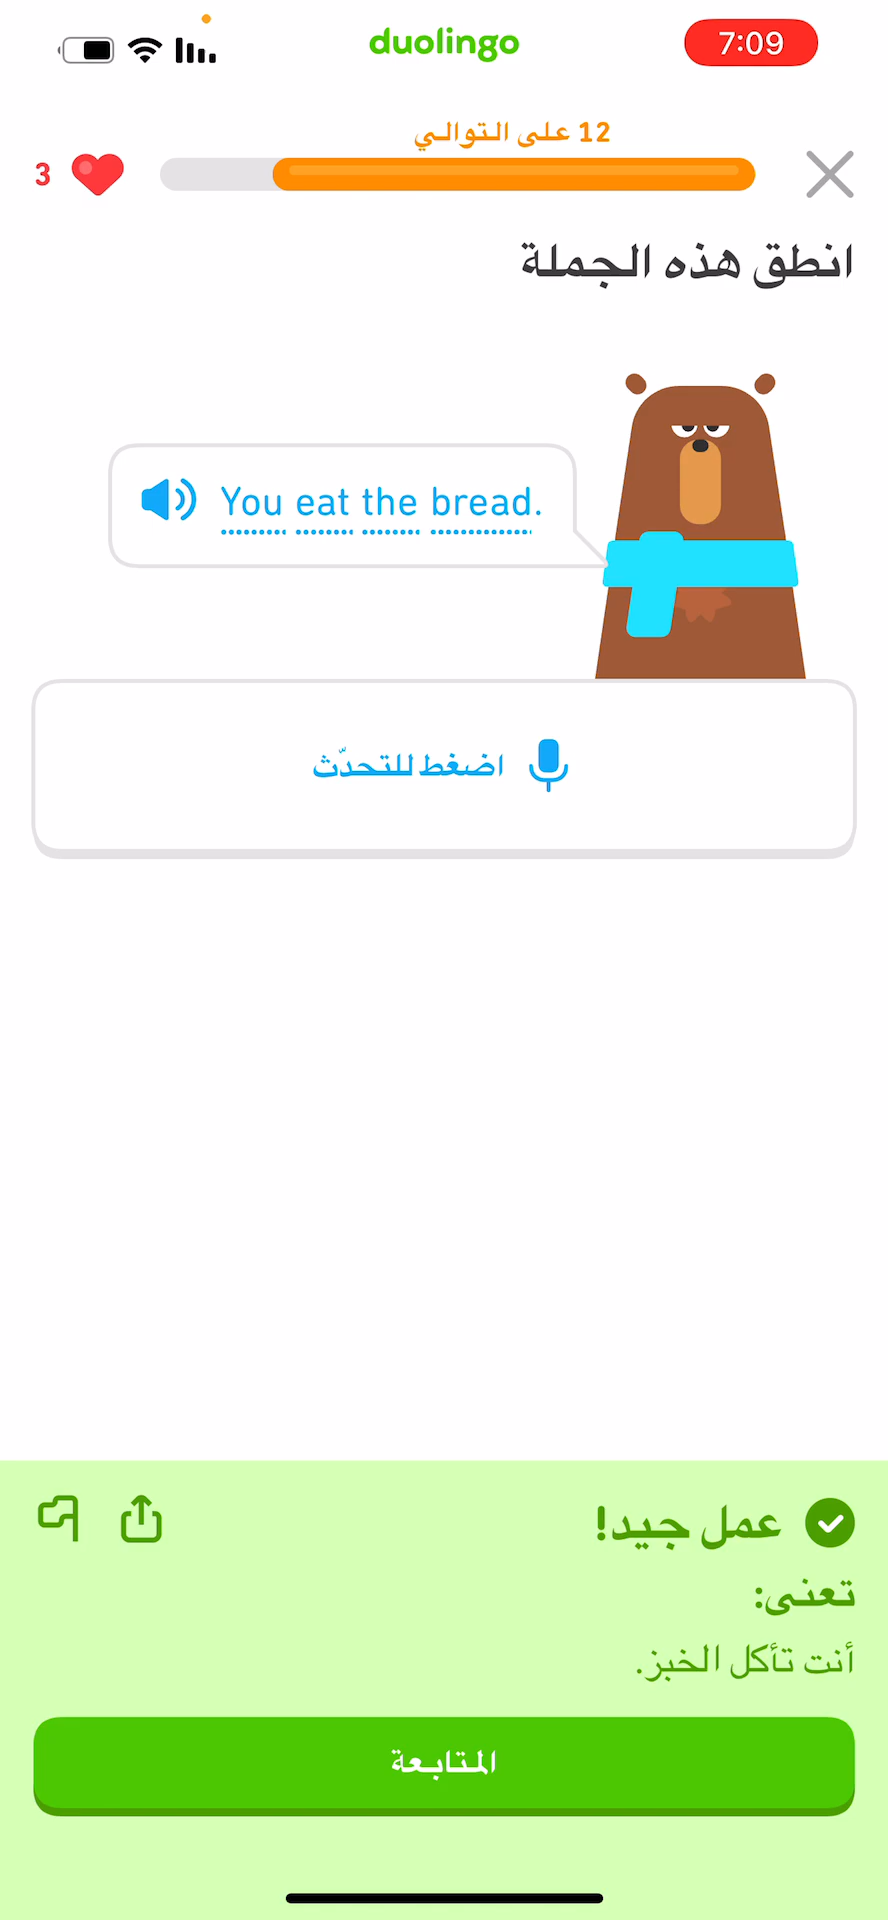 duolingo
7:09
12 على التوالي
3
انطق هذه الجملة
You eat the bread.
اضغط للتحدّث
عمل جيد!
تعنى:
أنت تأكل الخبز.
المتابعة